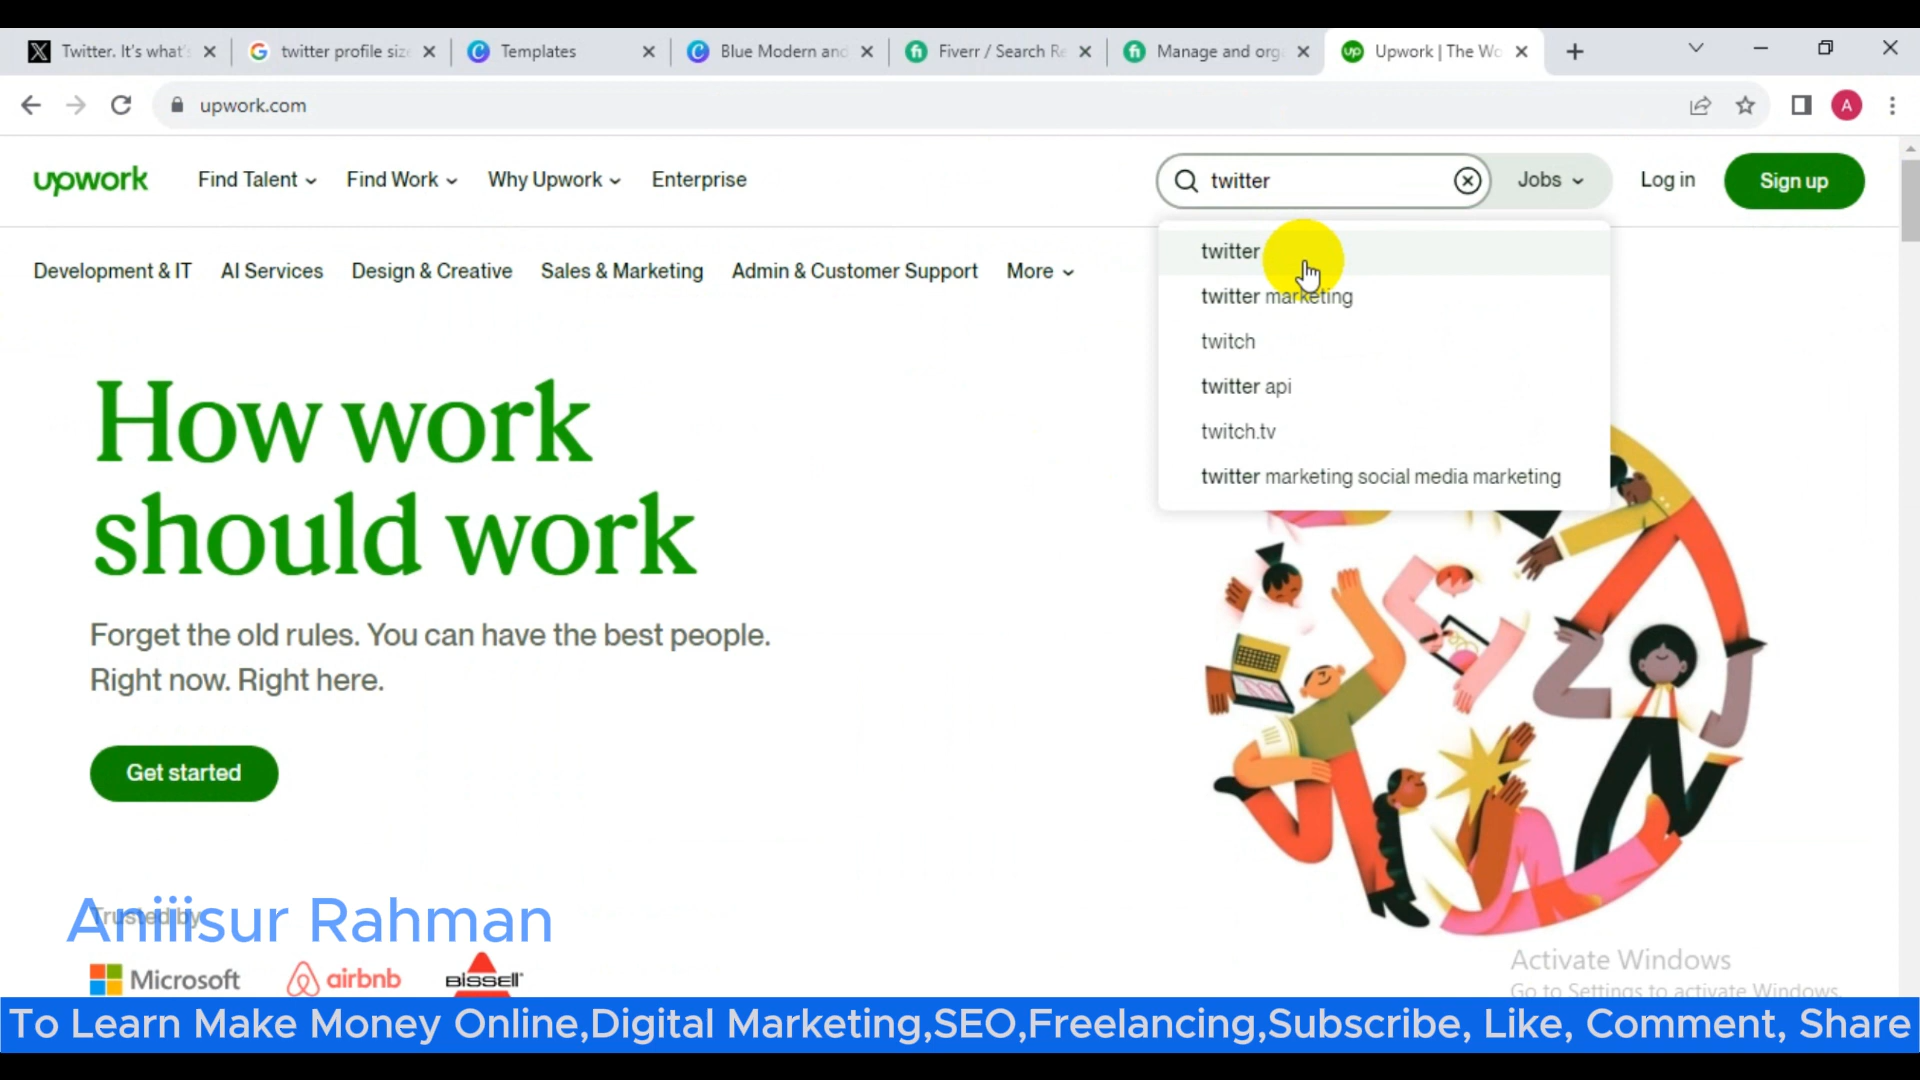 Twitter. It's what's
twitter profile size
Templates
Blue Modern and
Fiverr / Search Re
Manage and orga
Upwork | The Wo
upwork.com
A
upwork
Find Talent
Find Work
Why Upwork
Enterprise
twitter
Jobs
Log in
Sign up
Development & IT
AI Services
Design & Creative
Sales & Marketing
Admin & Customer Support
More
twitter
twitter marketing
twitch
twitter api
twitch.tv
twitter marketing social media marketing
How work
should work
Forget the old rules. You can have the best people.
Right now. Right here.
Get started
Trusted by
Aniiisur Rahman
Microsoft
airbnb
BISSELL
Activate Windows
Go to Settings to activate Windows.
To Learn Make Money Online,Digital Marketing,SEO,Freelancing,Subscribe, Like, Comment, Share